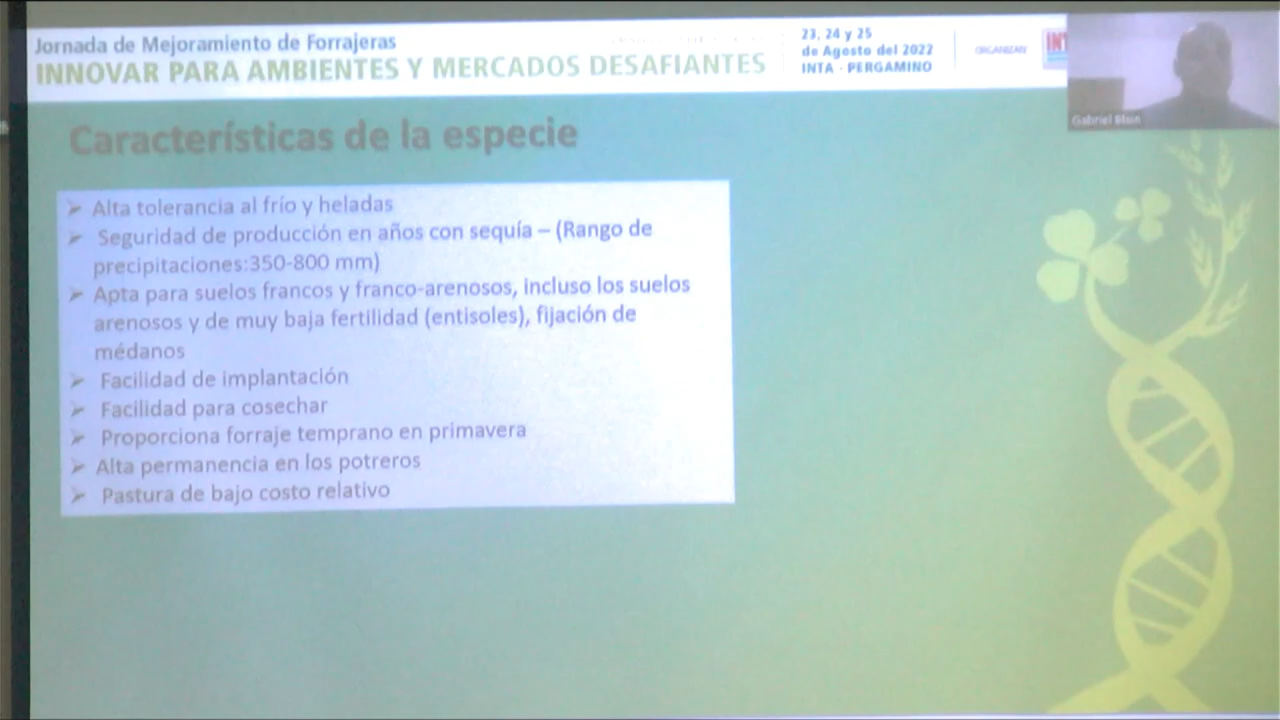 Jornada de Mejoramiento de Forrajeras
INNOVAR PARA AMBIENTES Y MERCADOS DESAFIANTES
23, 24 y 25
de Agosto del 2022
INTA - PERGAMINO
ORGANIZAN
INT
Gabriel
Características de la especie
➢ Alta tolerancia al frío y heladas
➢ Seguridad de producción en años con sequía – (Rango de
precipitaciones:350-800 mm)
➢ Apta para suelos francos y franco-arenosos, incluso los suelos
arenosos y de muy baja fertilidad (entisoles), fijación de
médanos
➢ Facilidad de implantación
➢ Facilidad para cosechar
➢ Proporciona forraje temprano en primavera
➢ Alta permanencia en los potreros
➢ Pastura de bajo costo relativo